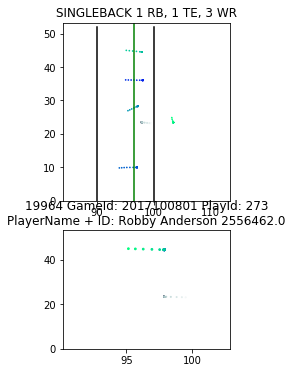 SINGLEBACK 1 RB, 1 TE, 3 WR
50
40
30
20
10
0
90 100 110
19964 GameId: 2017100801 PlayId: 273
PlayerName + ID: Robby Anderson 2556462.0
40
20
0
95 100